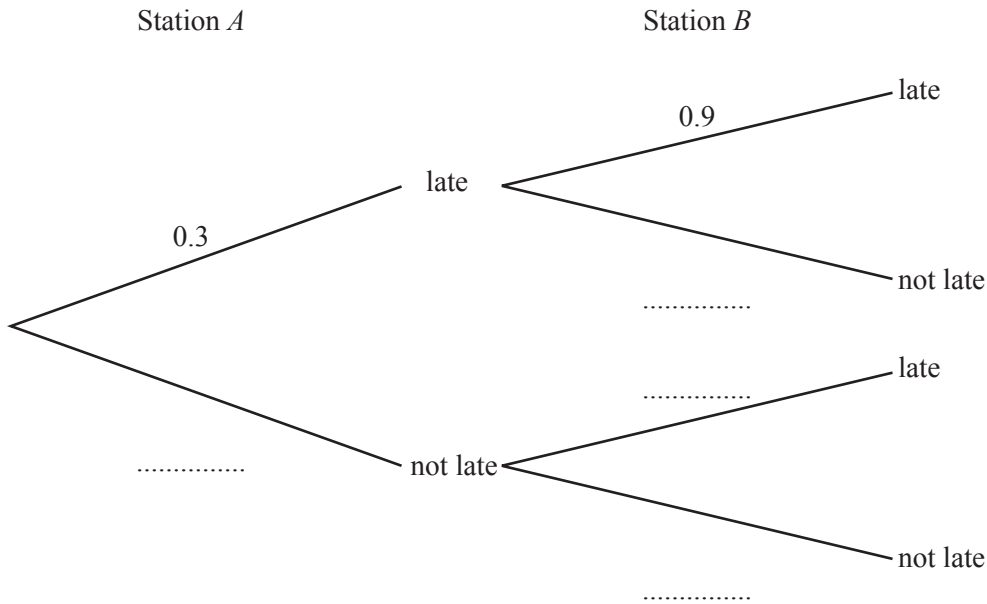 Station A
Station B
late
0.9
late
0.3
not late
...............
late
...............
not late
...............
not late
...............